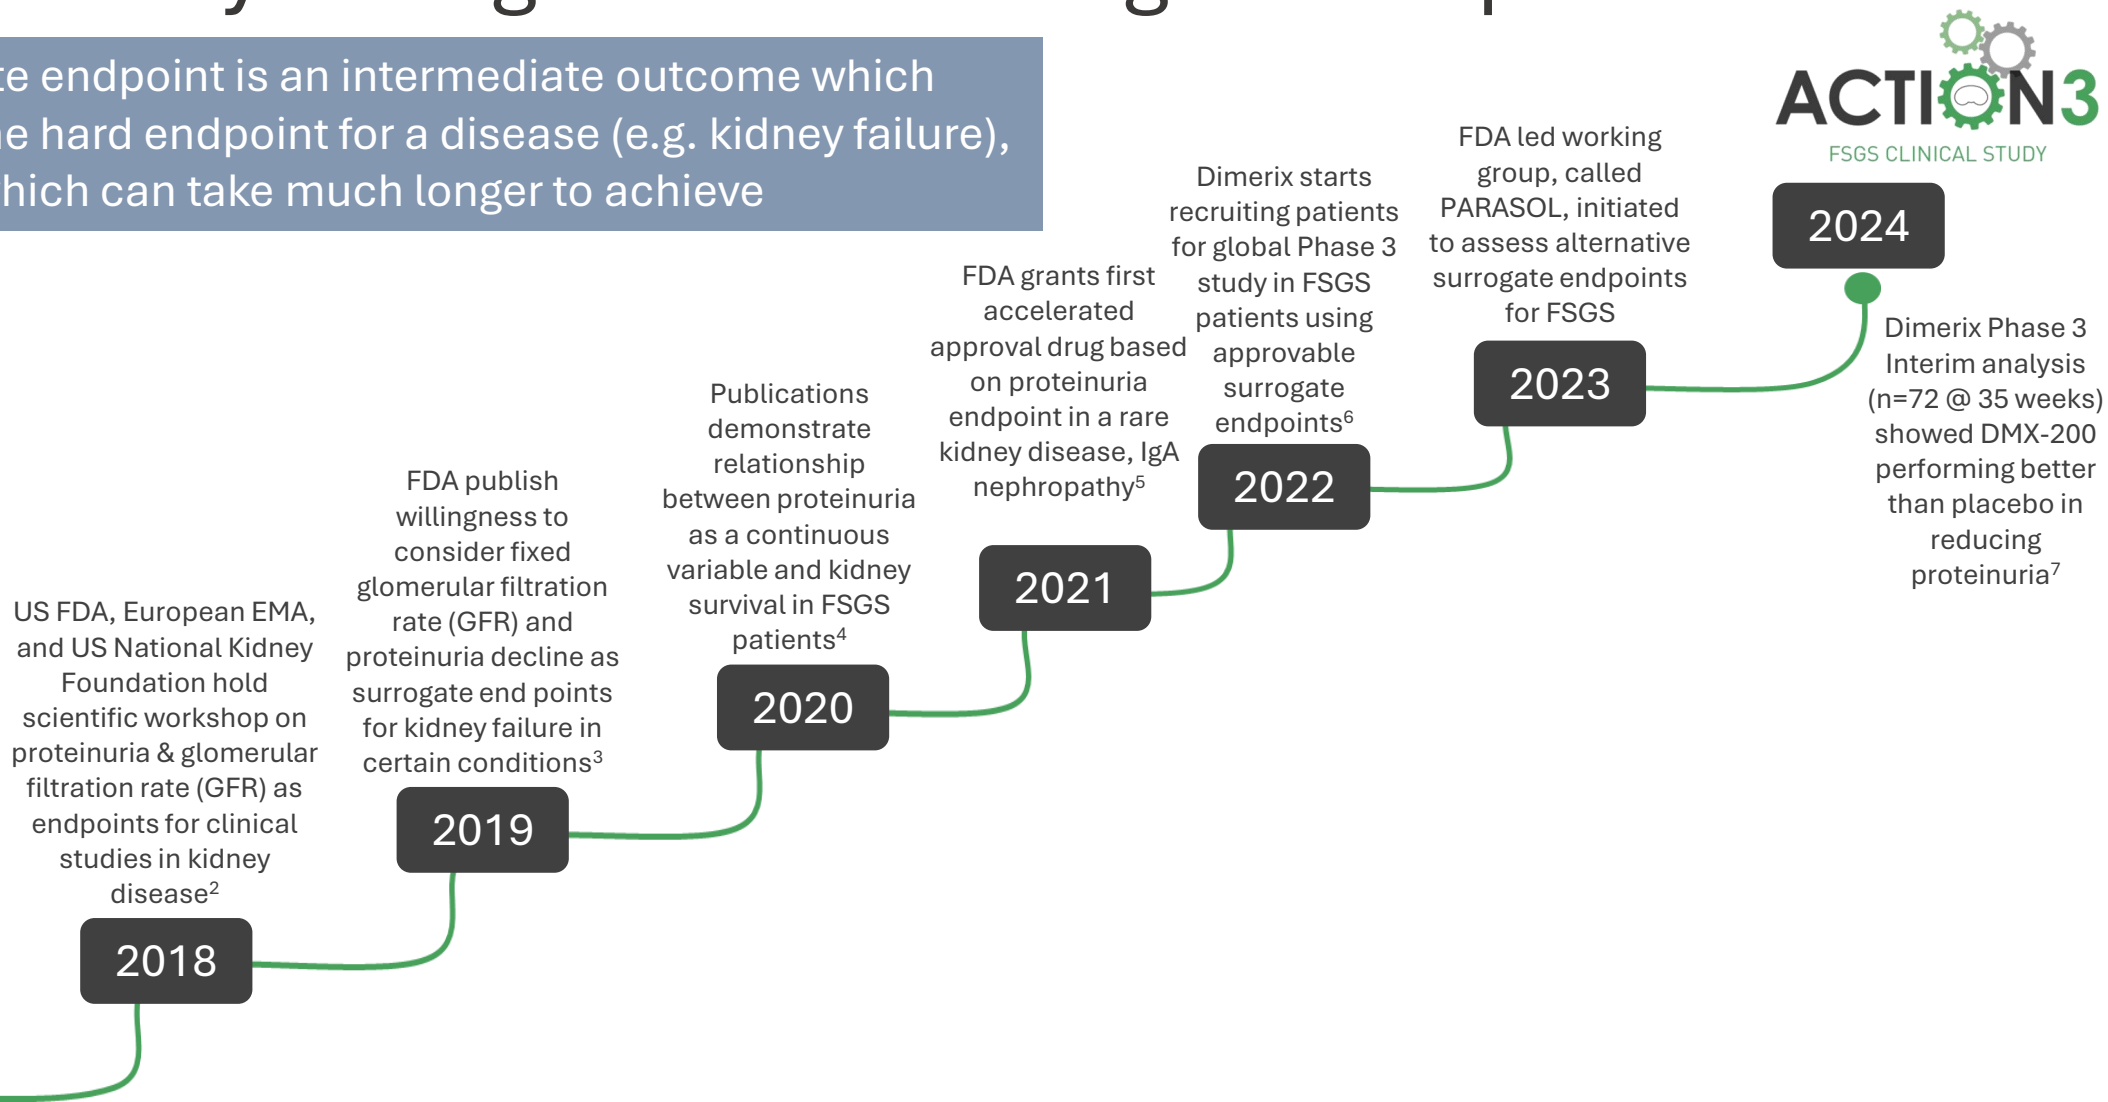 te endpoint is an intermediate outcome which
he hard endpoint for a disease (e.g. kidney failure),
hich can take much longer to achieve
ACTION3
FSGS CLINICAL STUDY
US FDA, European EMA,
and US National Kidney
Foundation hold
scientific workshop on
proteinuria & glomerular
filtration rate (GFR) as
endpoints for clinical
studies in kidney
disease²
2018
FDA publish
willingness to
consider fixed
glomerular filtration
rate (GFR) and
proteinuria decline as
surrogate end points
for kidney failure in
certain conditions³
2019
Publications
demonstrate
relationship
between proteinuria
as a continuous
variable and kidney
survival in FSGS
patients⁴
2020
FDA grants first
accelerated
approval drug based
on proteinuria
endpoint in a rare
kidney disease, IgA
nephropathy⁵
2021
Dimerix starts
recruiting patients
for global Phase 3
study in FSGS
patients using
approvable
surrogate
endpoints⁶
2022
FDA led working
group, called
PARASOL, initiated
to assess alternative
surrogate endpoints
for FSGS
2023
2024
Dimerix Phase 3
Interim analysis
(n=72 @ 35 weeks)
showed DMX-200
performing better
than placebo in
reducing
proteinuria⁷